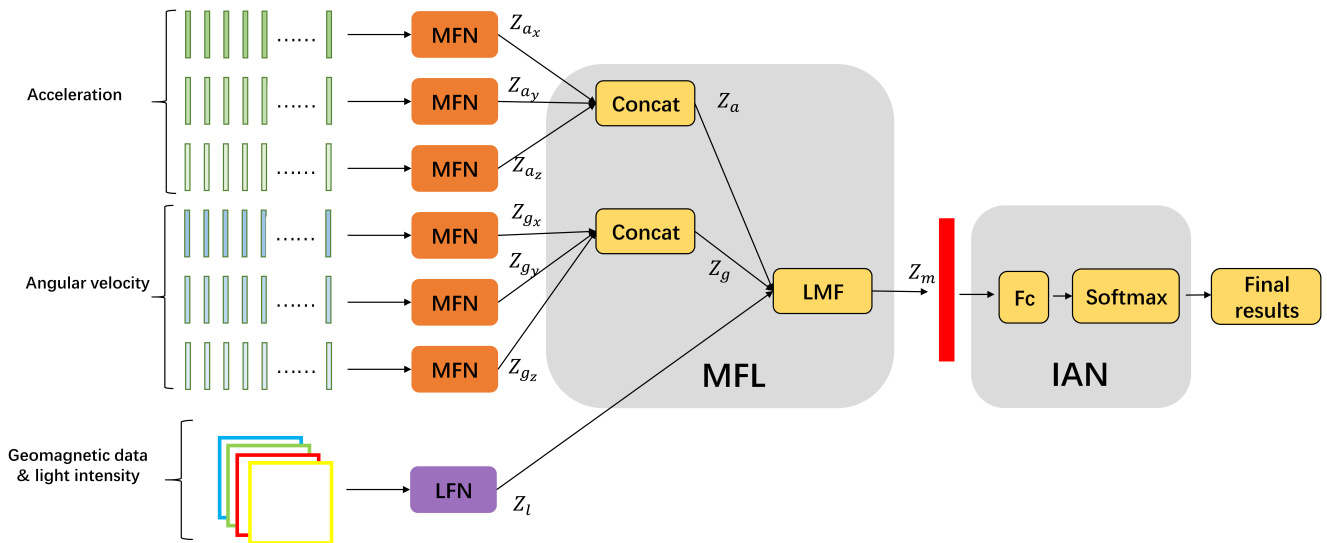 Acceleration
……
MFN
Z_{a_x}
……
MFN
Z_{a_y}
……
MFN
Z_{a_z}
Concat
Z_a
Angular velocity
……
MFN
Z_{g_x}
……
MFN
Z_{g_y}
……
MFN
Z_{g_z}
Concat
Z_g
LMF
MFL
Z_m
Fc
Softmax
IAN
Final
results
Geomagnetic data
& light intensity
LFN
Z_l